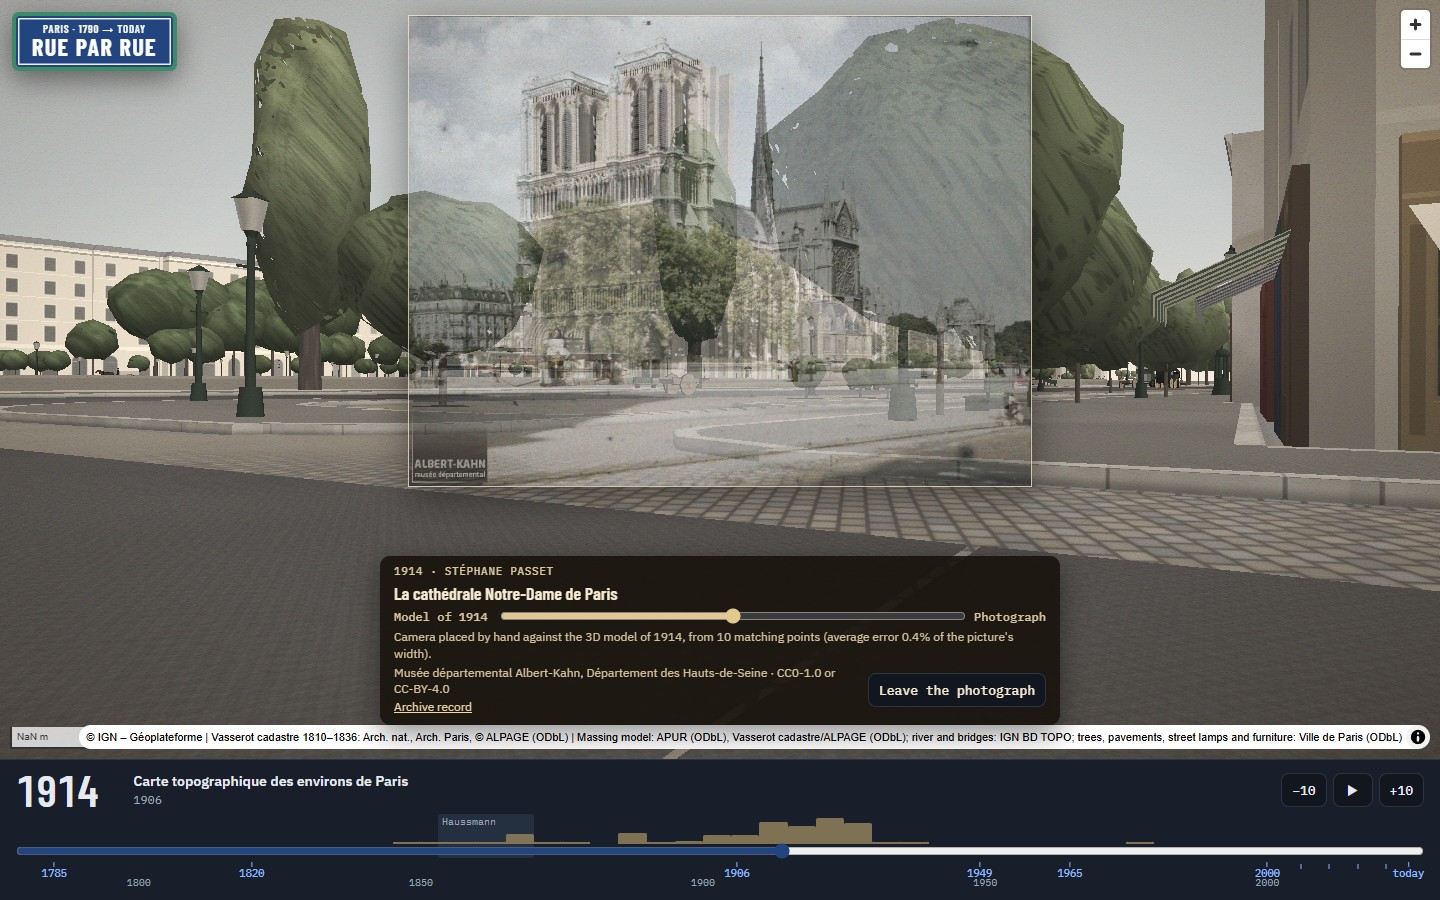 PARIS - 1790 → TODAY
RUE PAR RUE
+
−
ALBERT-KAHN
musée départemental
1914 · STÉPHANE PASSET
La cathédrale Notre-Dame de Paris
Model of 1914
Photograph
Camera placed by hand against the 3D model of 1914, from 10 matching points (average error 0.4% of the picture's
width).
Musée départemental Albert-Kahn, Département des Hauts-de-Seine · CC0-1.0 or
CC-BY-4.0
Archive record
Leave the photograph
NaN m
© IGN – Géoplateforme | Vasserot cadastre 1810–1836: Arch. nat., Arch. Paris, © ALPAGE (ODbL) | Massing model: APUR (ODbL), Vasserot cadastre/ALPAGE (ODbL); river and bridges: IGN BD TOPO; trees, pavements, street lamps and furniture: Ville de Paris (ODbL)
1914
Carte topographique des environs de Paris
1906
−10
+10
Haussmann
1785
1820
1906
1949
1965
2000
today
1800
1850
1900
1950
2000